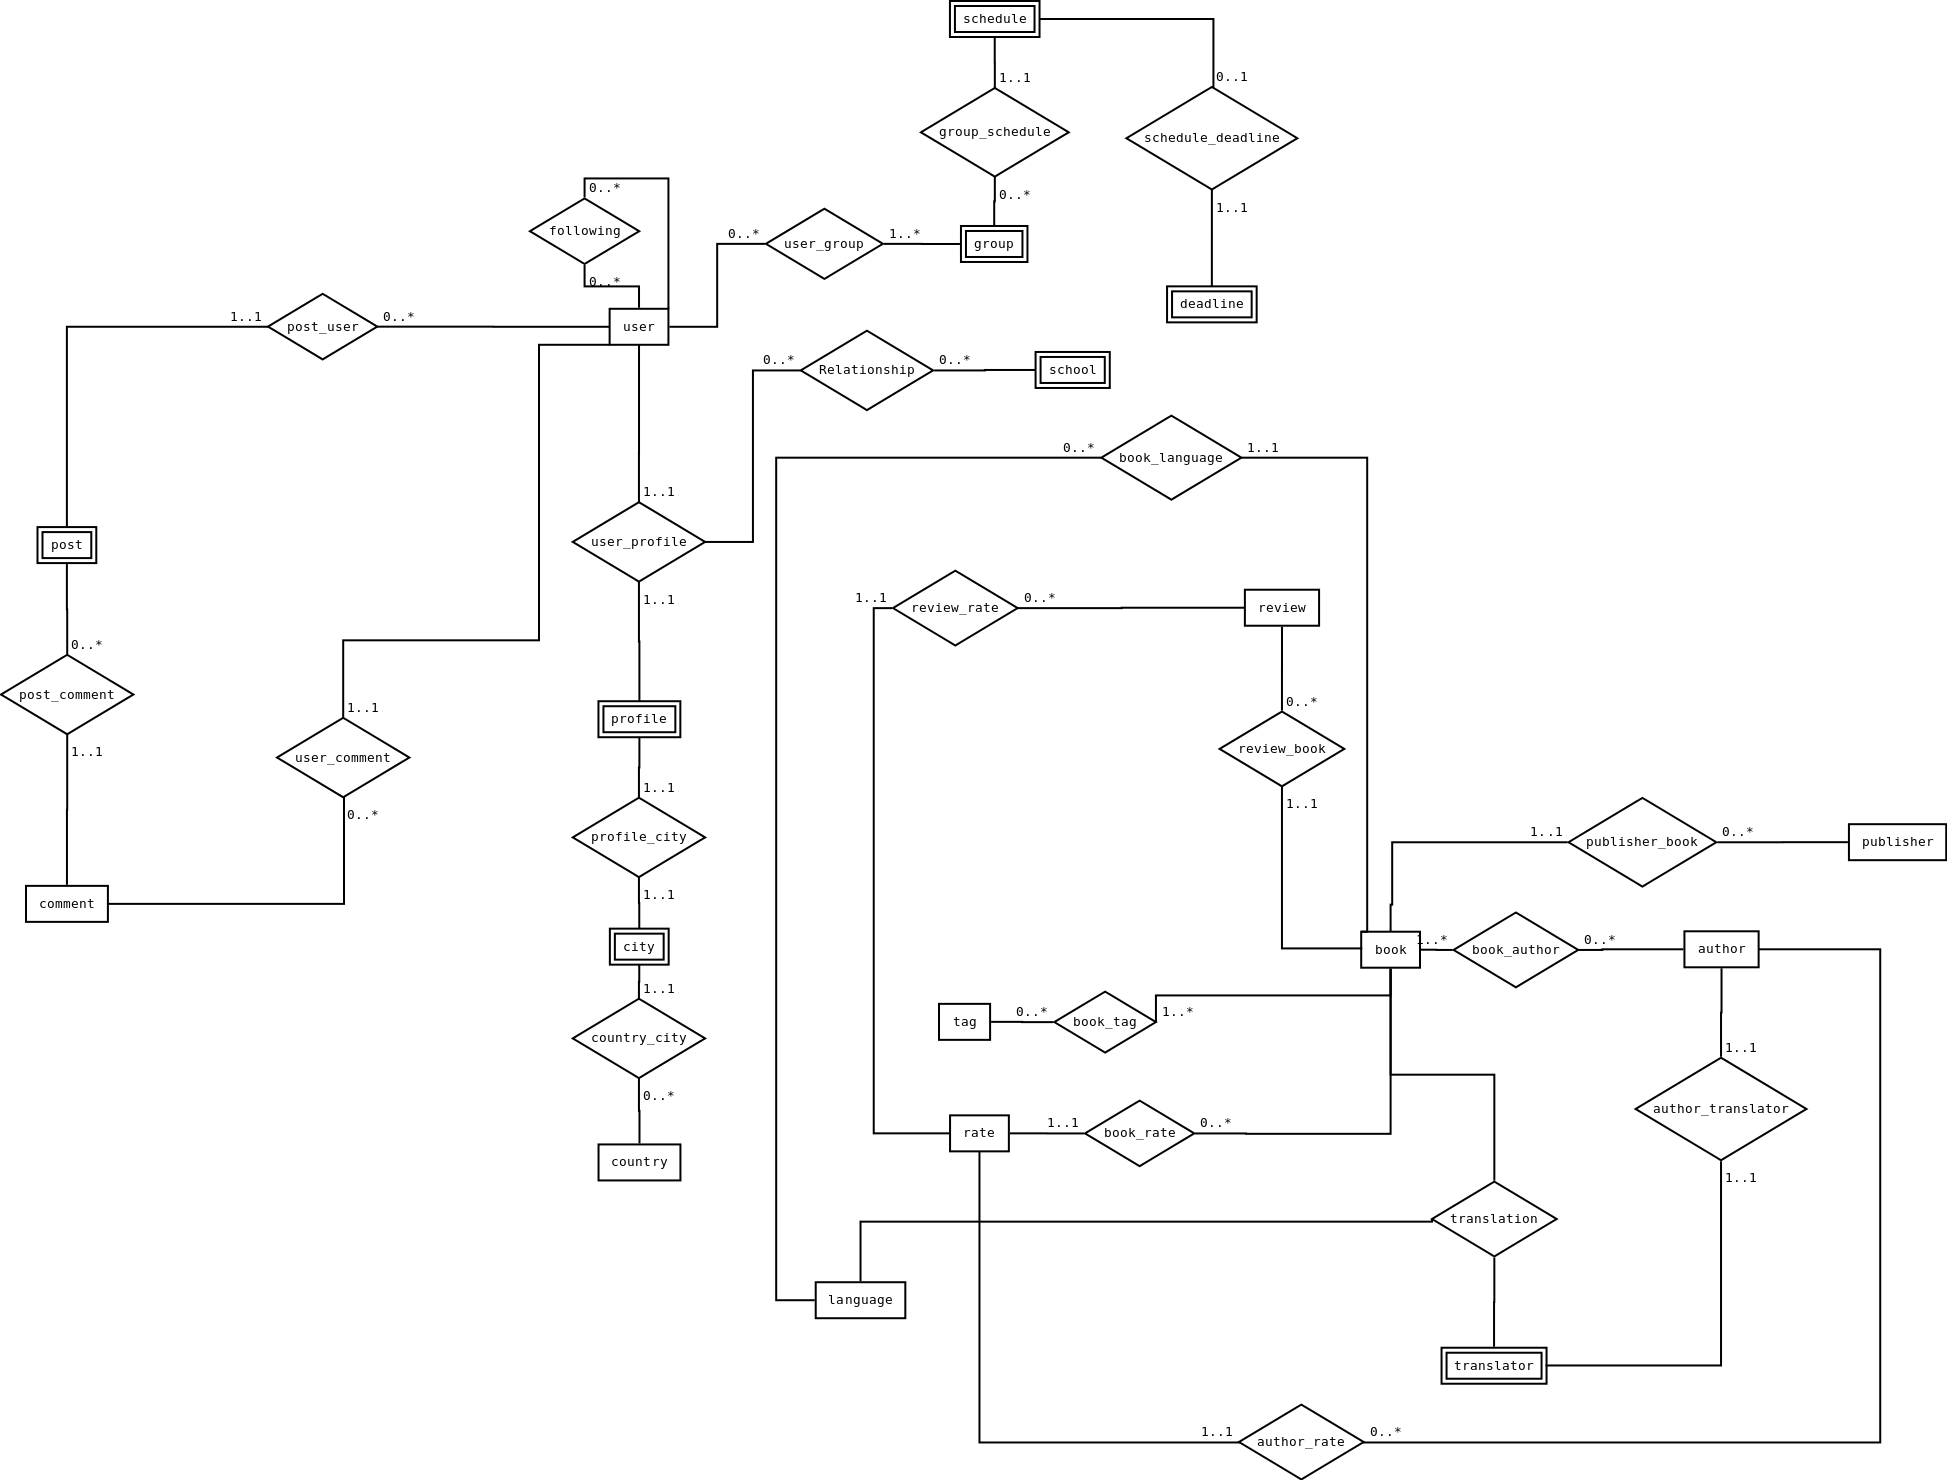 schedule
1..1
0..1
group_schedule
schedule_deadline
0..*
0..*
1..1
following
0..*
user_group
1..*
group
0..*
deadline
1..1
post_user
0..*
user
0..*
Relationship
0..*
school
0..*
book_language
1..1
1..1
user_profile
post
1..1
1..1
review_rate
0..*
review
0..*
post_comment
1..1
1..1
user_comment
0..*
profile
0..*
review_book
1..1
1..1
profile_city
1..1
1..1
publisher_book
0..*
publisher
comment
city
1..1
country_city
0..*
country
book
1..*
book_author
0..*
author
tag
0..*
book_tag
1..*
1..1
author_translator
1..1
rate
1..1
book_rate
0..*
translation
language
translator
1..1
author_rate
0..*